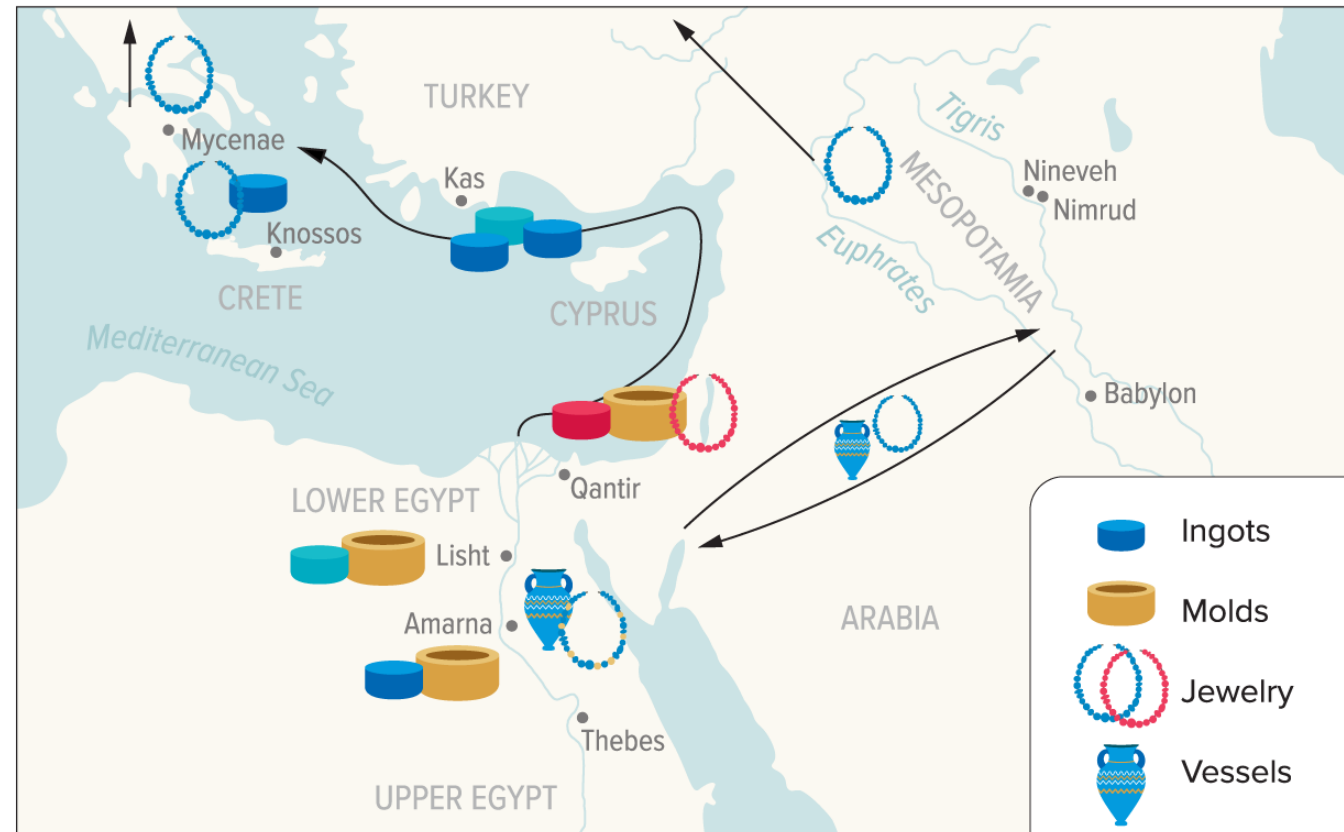 TURKEY
Tigris
Mycenae
Kas
MESOPOTAMIA
Nineveh
Nimrud
Knossos
Euphrates
CRETE
CYPRUS
Mediterranean Sea
Babylon
Qantir
LOWER EGYPT
Lisht
Amarna
ARABIA
Thebes
UPPER EGYPT
Ingots
Molds
Jewelry
Vessels